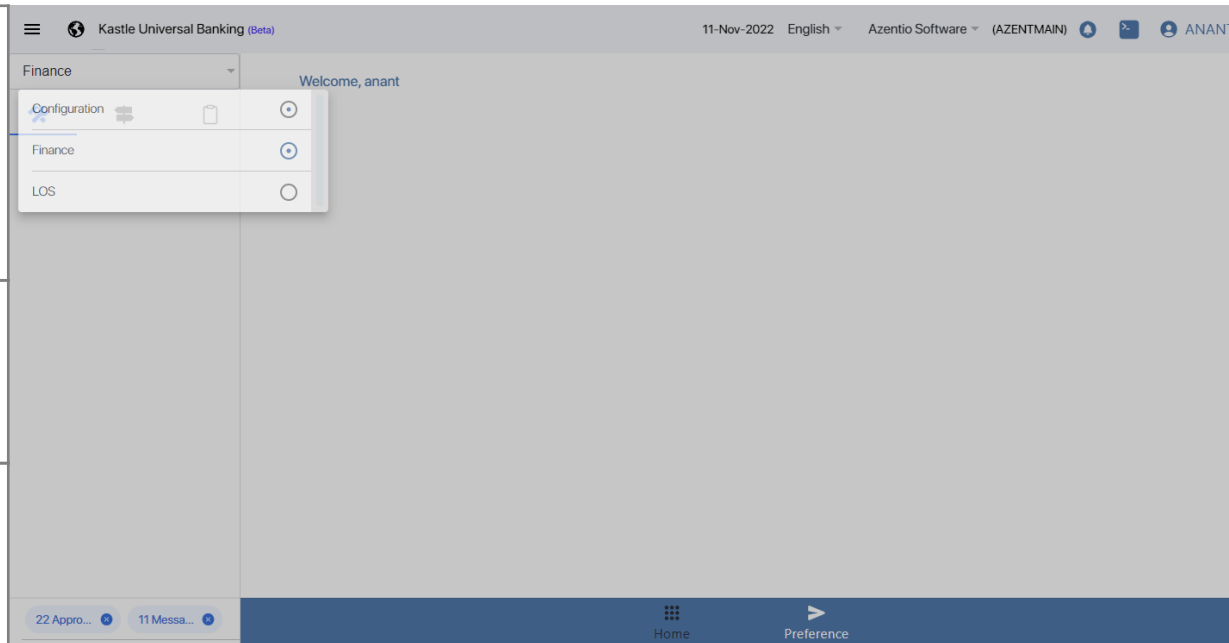 Kastle Universal Banking (Beta)
11-Nov-2022 English Azentio Software (AZENTMAIN) ANANT
Finance
Welcome, anant
Configuration
Finance
LOS
22 Appro... 11 Messa...
Home Preference